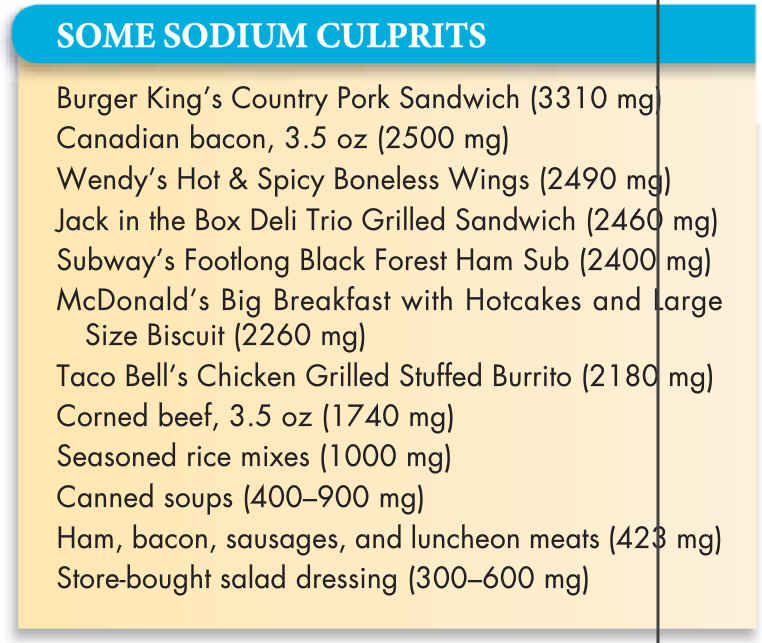 SOME SODIUM CULPRITS
Burger King's Country Pork Sandwich (3310 mg)
Canadian bacon, 3.5 oz (2500 mg)
Wendy's Hot & Spicy Boneless Wings (2490 mg)
Jack in the Box Deli Trio Grilled Sandwich (2460 mg)
Subway's Footlong Black Forest Ham Sub (2400 mg)
McDonald's Big Breakfast with Hotcakes and Large
Size Biscuit (2260 mg)
Taco Bell's Chicken Grilled Stuffed Burrito (2180 mg)
Corned beef, 3.5 oz (1740 mg)
Seasoned rice mixes (1000 mg)
Canned soups (400–900 mg)
Ham, bacon, sausages, and luncheon meats (423 mg)
Store-bought salad dressing (300–600 mg)